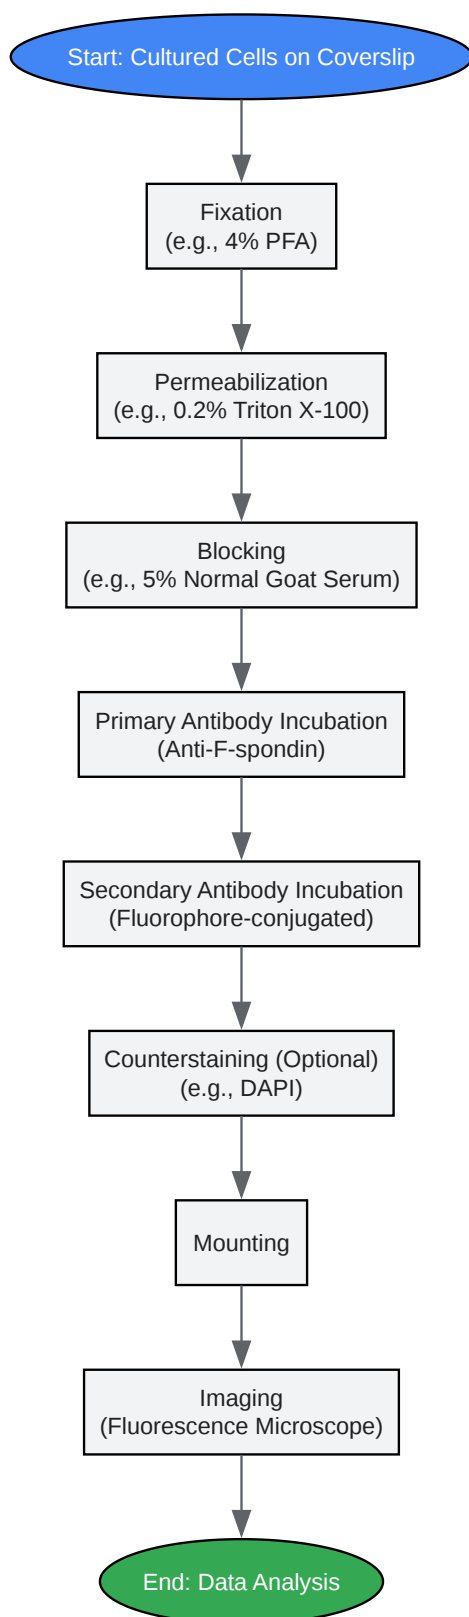 Start: Cultured Cells on Coverslip
Fixation
(e.g., 4% PFA)
Permeabilization
(e.g., 0.2% Triton X-100)
Blocking
(e.g., 5% Normal Goat Serum)
Primary Antibody Incubation
(Anti-F-spondin)
Secondary Antibody Incubation
(Fluorophore-conjugated)
Counterstaining (Optional)
(e.g., DAPI)
Mounting
Imaging
(Fluorescence Microscope)
End: Data Analysis